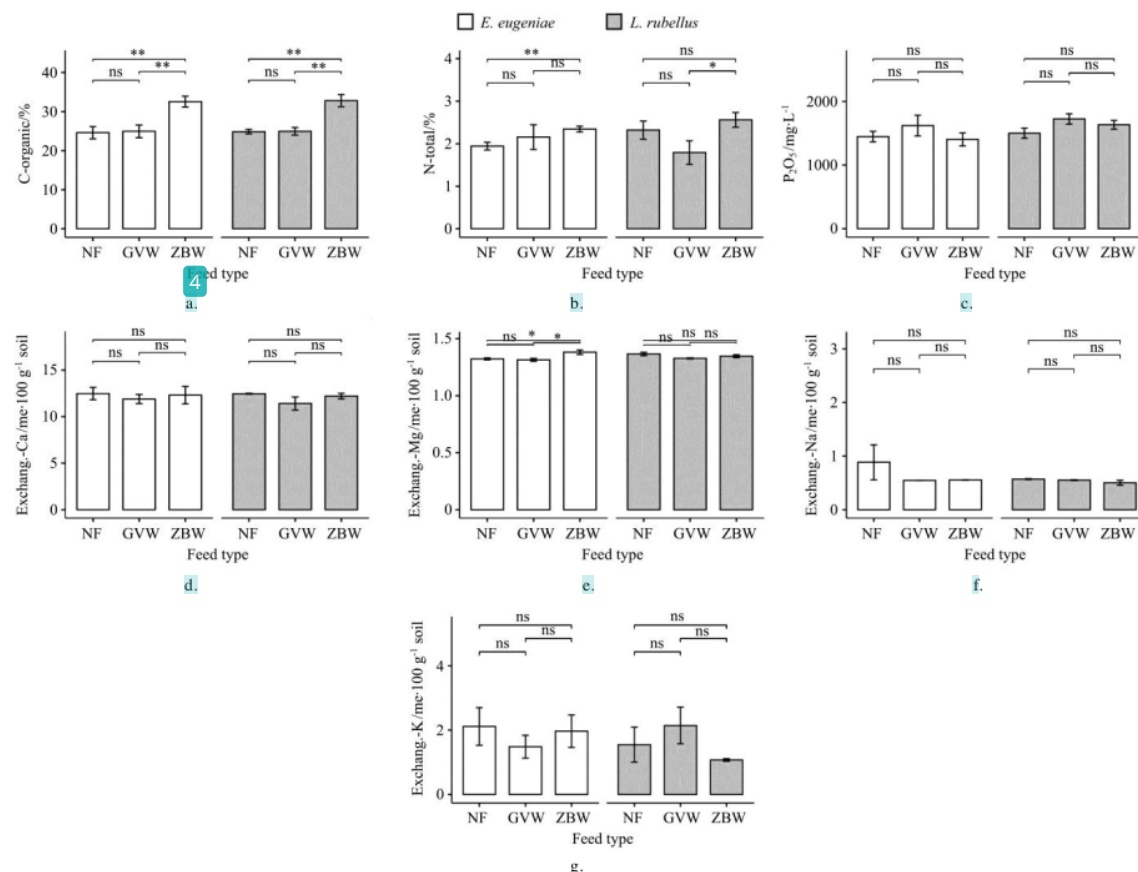 E. eugeniae L. rubellus
C-organic/%
40
30
20
10
0
** **
ns ** ns **
NF GVW ZBW NF GVW ZBW
Feed type
4
a.
N-total/%
4
3
2
1
0
** ns
ns ns ns *
NF GVW ZBW NF GVW ZBW
Feed type
b.
P₂O₅/mg·L⁻¹
2000
1000
0
ns ns
ns ns ns ns
NF GVW ZBW NF GVW ZBW
Feed type
c.
Exchang.-Ca/me·100 g⁻¹ soil
15
10
5
0
ns ns
ns ns ns ns
NF GVW ZBW NF GVW ZBW
Feed type
d.
Exchang.-Mg/me·100 g⁻¹ soil
1.5
1.0
0.5
0
ns * * ns ns ns
NF GVW ZBW NF GVW ZBW
Feed type
e.
Exchang.-Na/me·100 g⁻¹ soil
3
2
1
0
ns ns
ns ns ns ns
NF GVW ZBW NF GVW ZBW
Feed type
f.
Exchang.-K/me·100 g⁻¹ soil
4
2
0
ns ns
ns ns ns ns
NF GVW ZBW NF GVW ZBW
Feed type
g.